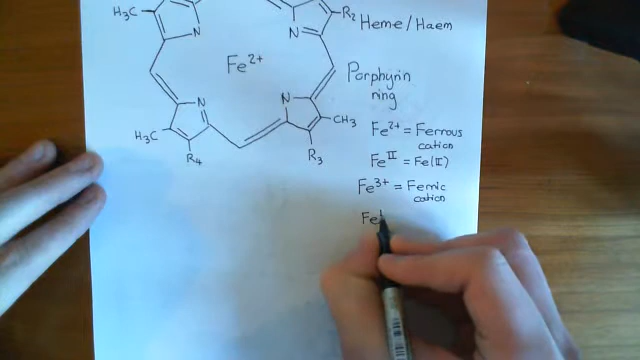 H₃C
N
N
R₂
Heme/Haem
Fe²⁺
Porphyrin
ring
N
N
H₃C
CH₃
R₄
R₃
Fe²⁺ = Ferrous
cation
Feᴵᴵ = Fe(II)
Fe³⁺ = Ferric
cation
Fe